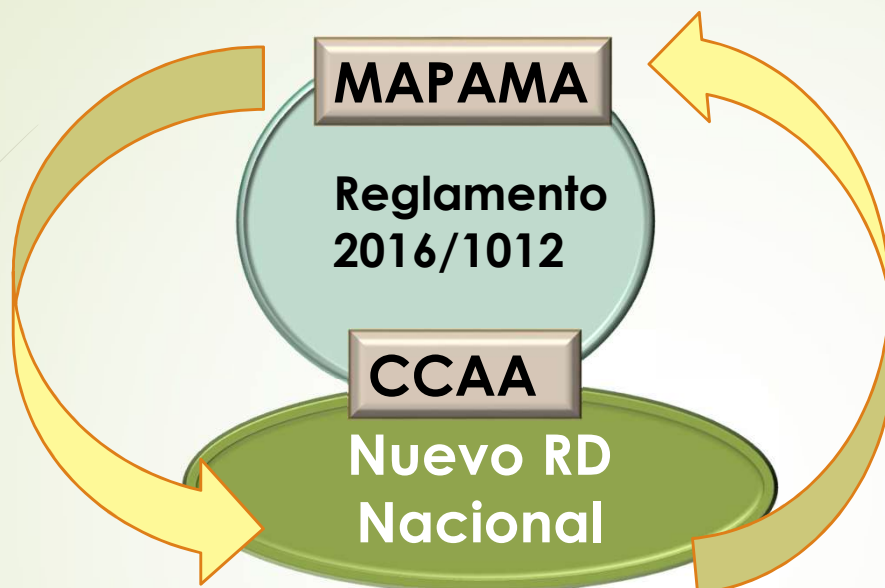 MAPAMA
Reglamento
2016/1012
CCAA
Nuevo RD
Nacional